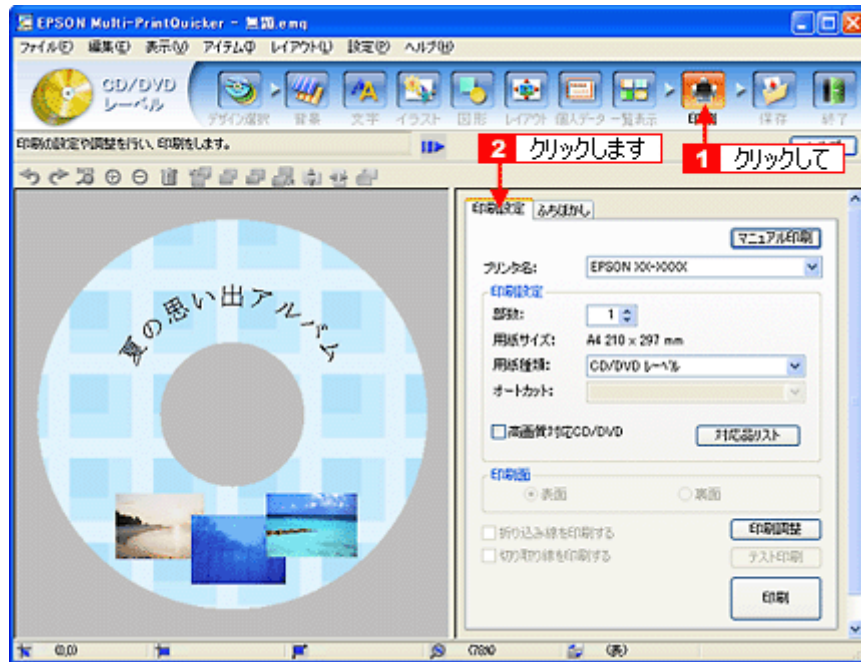 EPSON Multi-PrintQuicker - 無題.emq
ファイル(F) 編集(E) 表示(V) アイテム(I) レイアウト(L) 設定(P) ヘルプ(H)
CD/DVD
レーベル
デザイン選択 背景 文字 イラスト 図形 レイアウト 個人データ 一覧表示 印刷 保存 終了
印刷の設定や調整を行い、印刷をします。
2 クリックします
1 クリックして
印刷設定 ふちぼかし
マニュアル印刷
プリンタ名: EPSON XX-XXXX
印刷設定
部数: 1
用紙サイズ: A4 210 x 297 mm
用紙種類: CD/DVD レーベル
オートカット:
高画質対応CD/DVD 対応品リスト
印刷面
表面 裏面
折り込み線を印刷する 印刷調整
切り取り線を印刷する テスト印刷
印刷
夏の思い出アルバム
(0,0) (表)